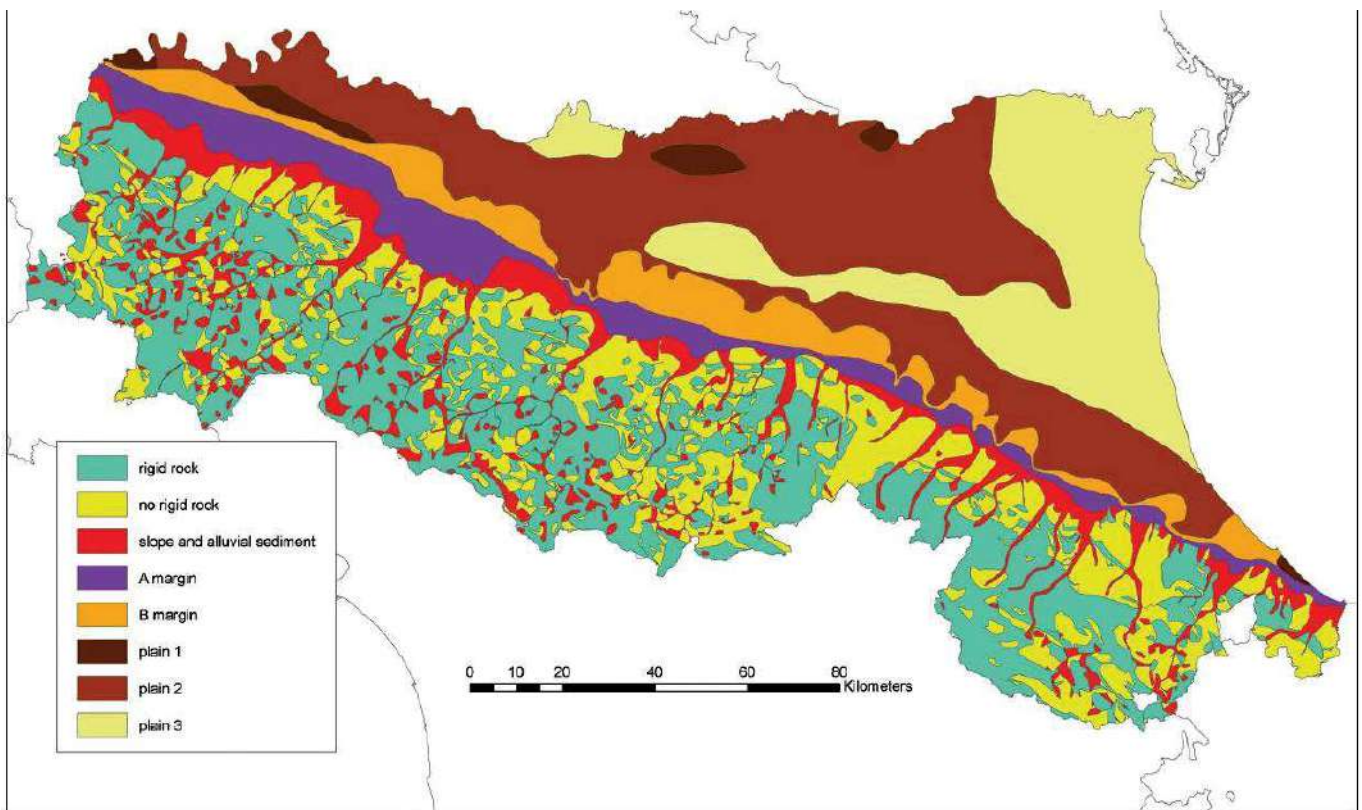 rigid rock
no rigid rock
slope and alluvial sediment
A margin
B margin
plain 1
plain 2
plain 3
0 10 20 40 60 80
Kilometers